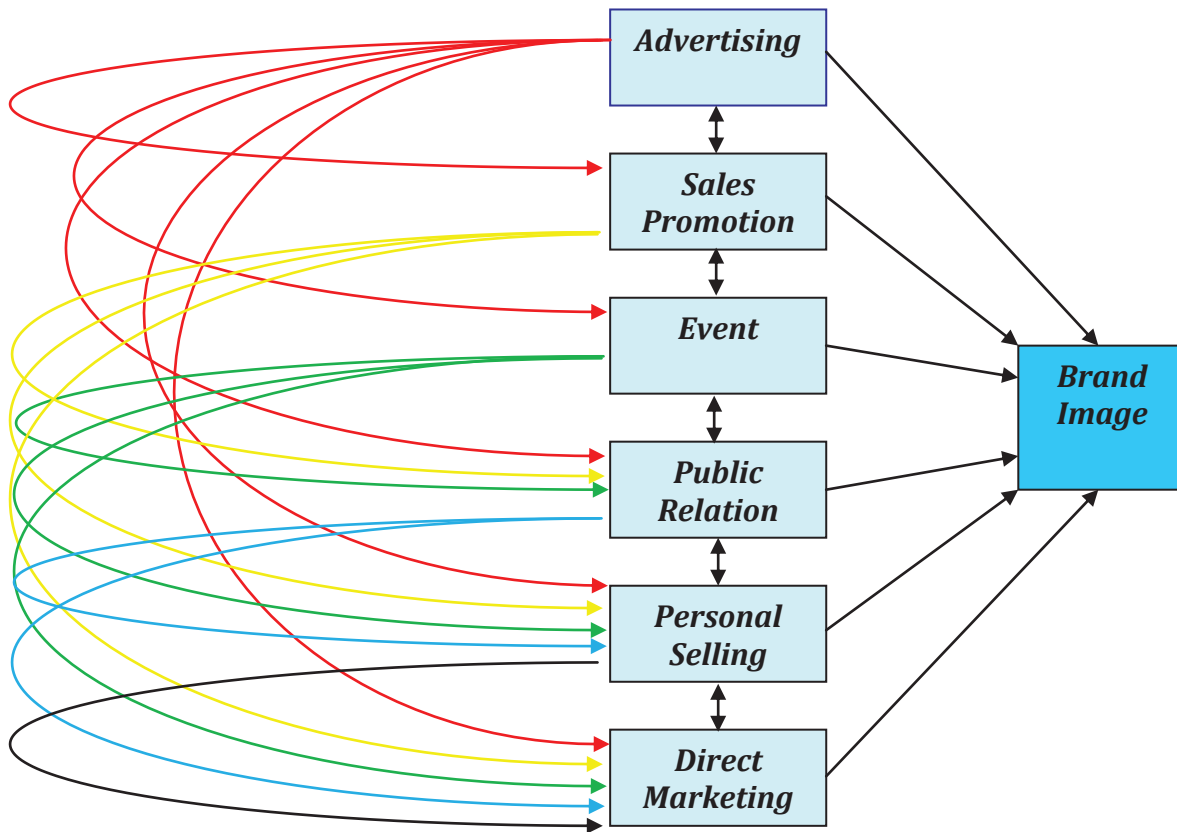 Advertising
Sales
Promotion
Event
Brand
Image
Public
Relation
Personal
Selling
Direct
Marketing